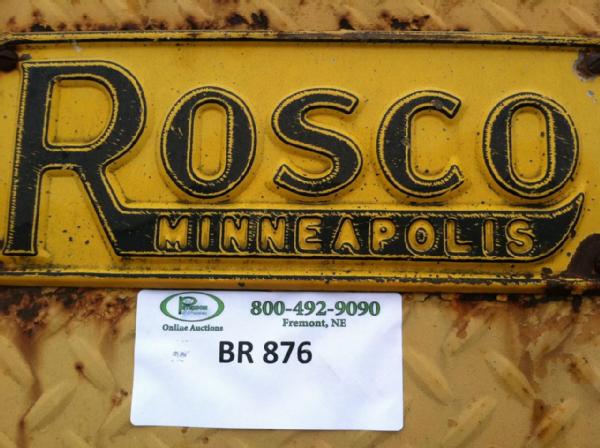 ROSCO
MINNEAPOLIS
800-492-9090
Online Auctions
Fremont, NE
BR 876